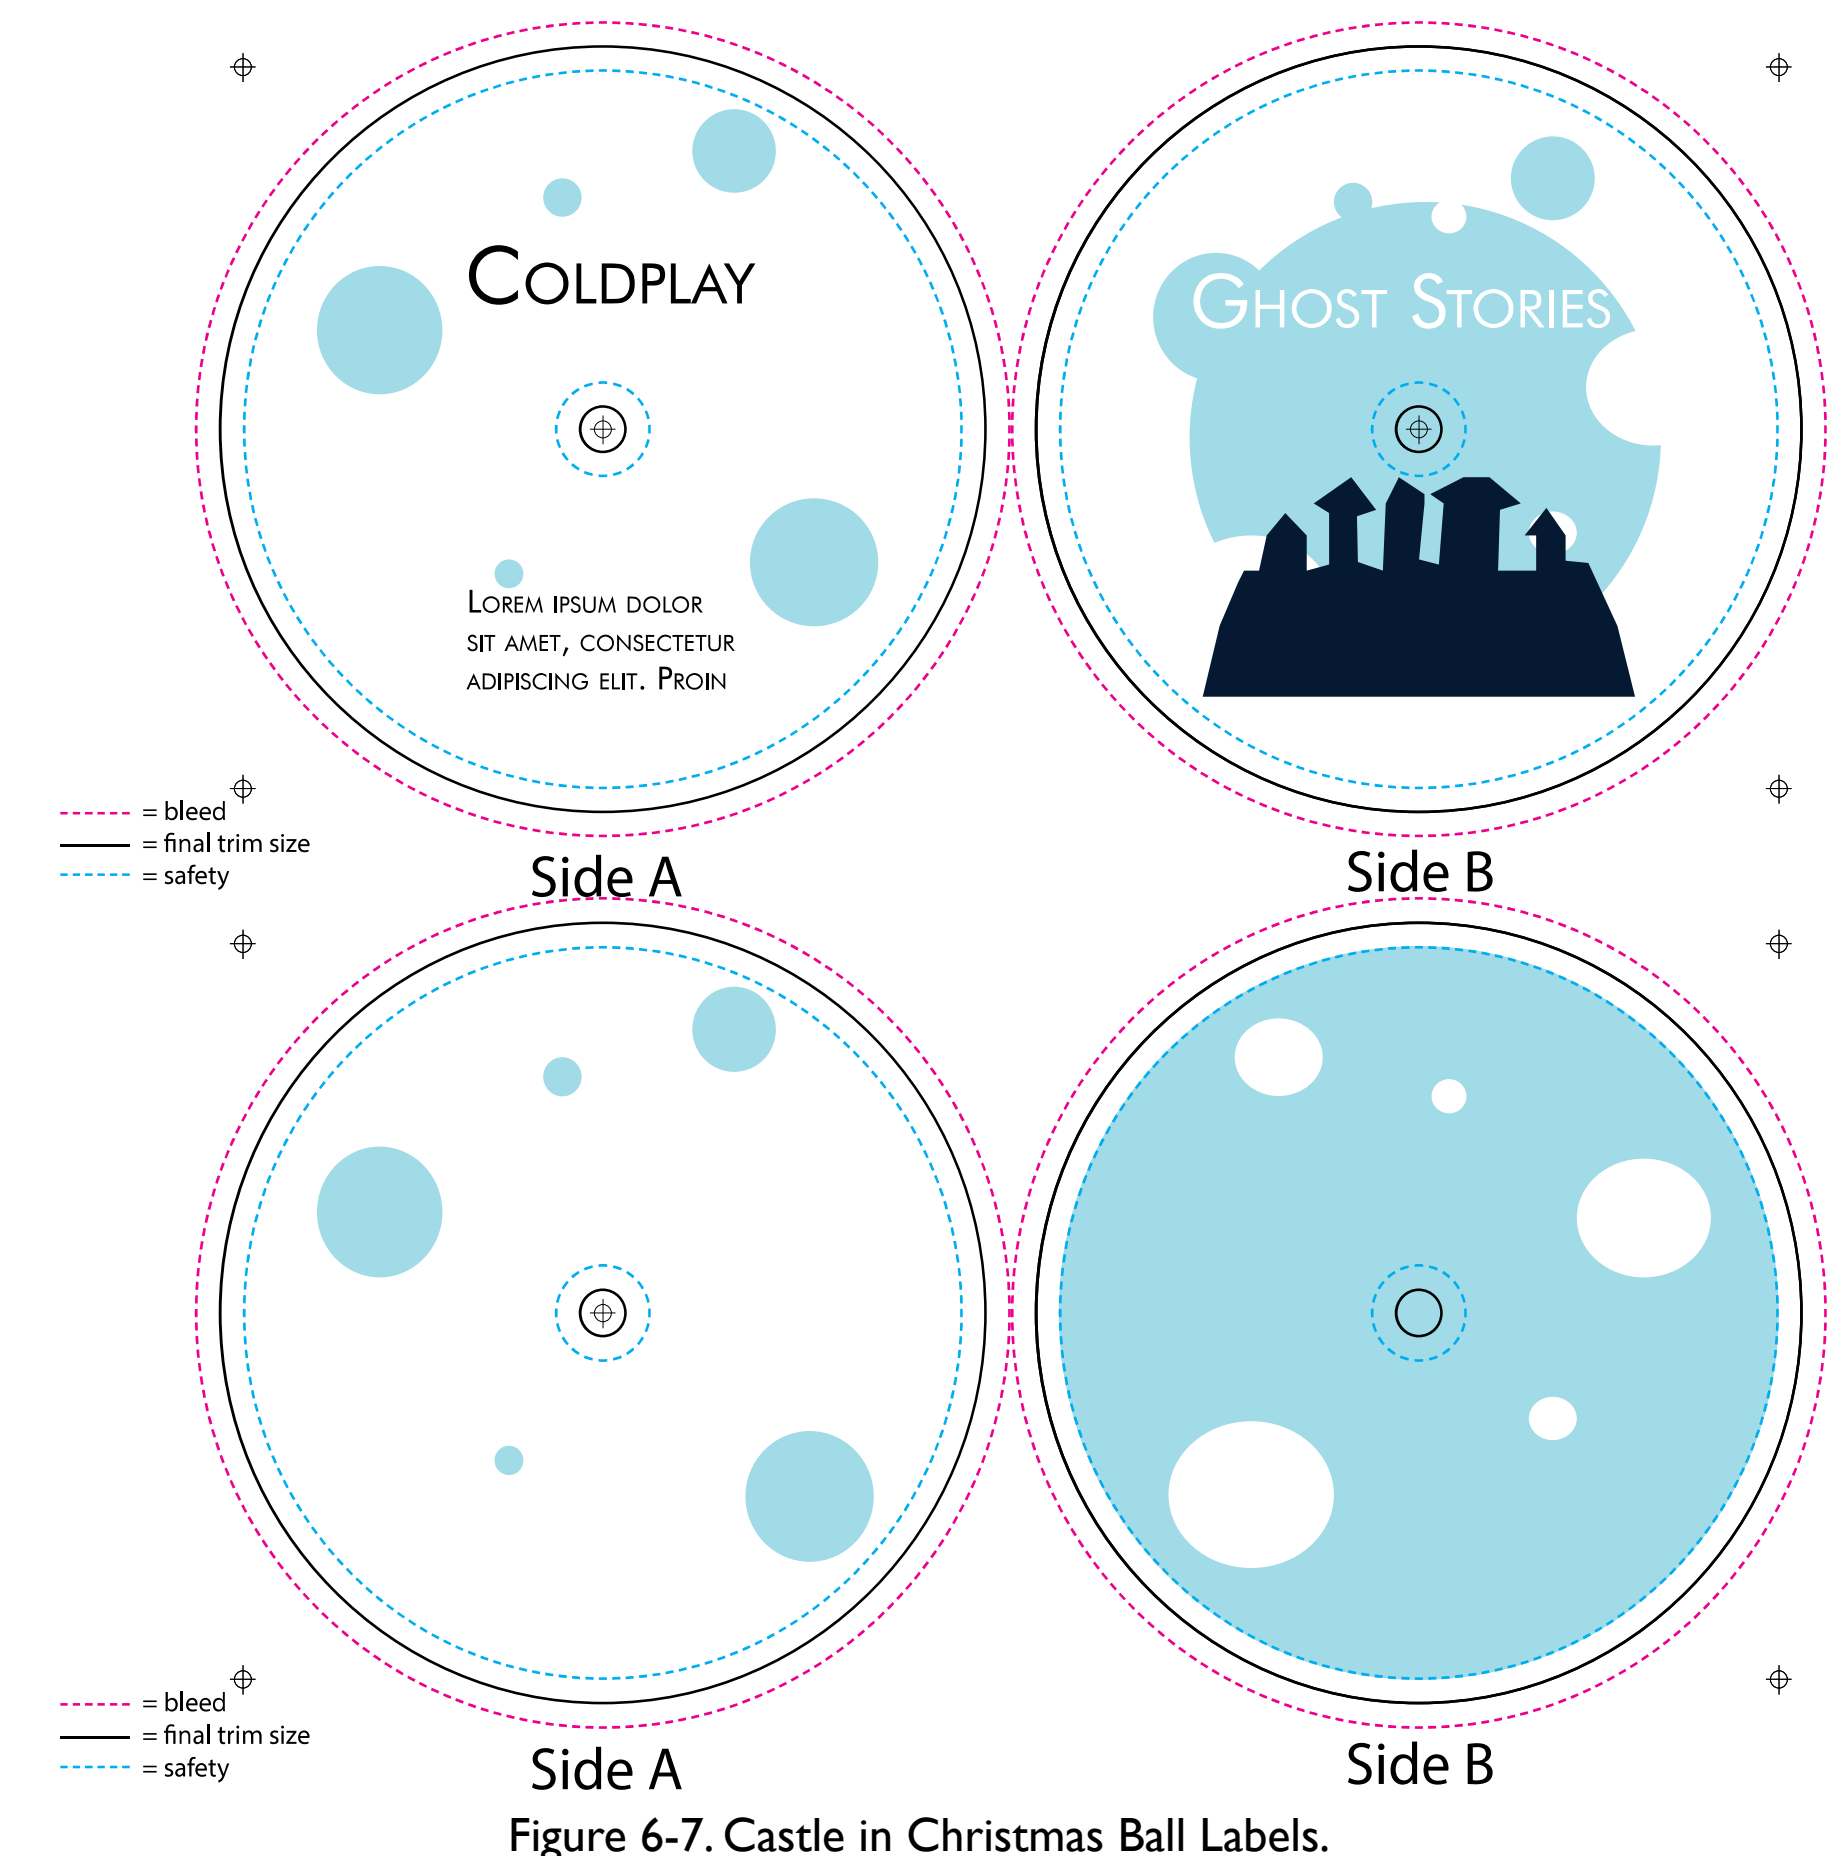 COLDPLAY
GHOST STORIES
LOREM IPSUM DOLOR
SIT AMET, CONSECTETUR
ADIPISCING ELIT. PROIN
= bleed
= final trim size
= safety
Side A
Side B
= bleed
= final trim size
= safety
Side A
Side B
Figure 6-7. Castle in Christmas Ball Labels.